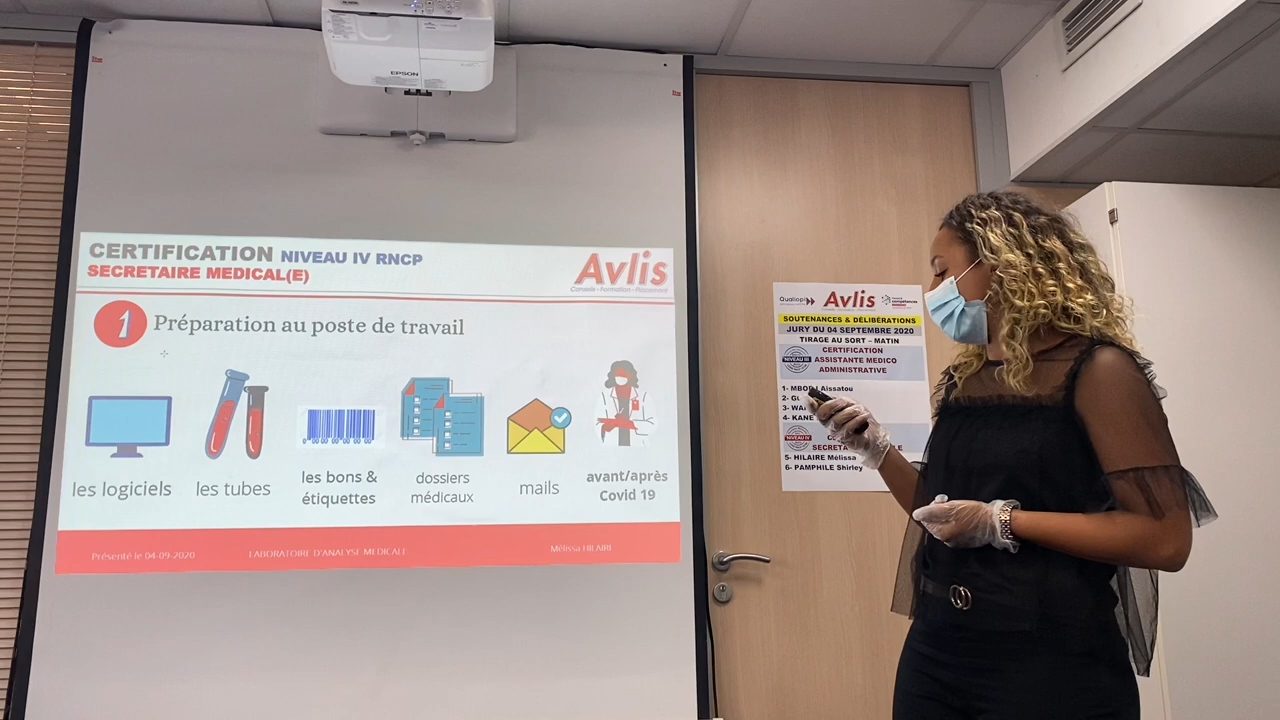 EPSON
CERTIFICATION NIVEAU IV RNCP
SECRETAIRE MEDICAL(E)
Avlis
Conseils - Formation - Placement
1 Préparation au poste de travail
les logiciels
les tubes
les bons &
étiquettes
dossiers
médicaux
mails
avant/après
Covid 19
Présenté le 04-09-2020
LABORATOIRE D'ANALYSE MEDICALE
Mélissa HILAIRE
Qualiopi
Avlis
SOUTENANCES & DÉLIBÉRATIONS
JURY DU 04 SEPTEMBRE 2020
TIRAGE AU SORT – MATIN
NIVEAU III
CERTIFICATION
ASSISTANTE MEDICO
ADMINISTRATIVE
1- Aissatou
2-
3-
4- KANE
NIVEAU IV
5- HILAIRE Mélissa
6- PAMPHILE Shirley